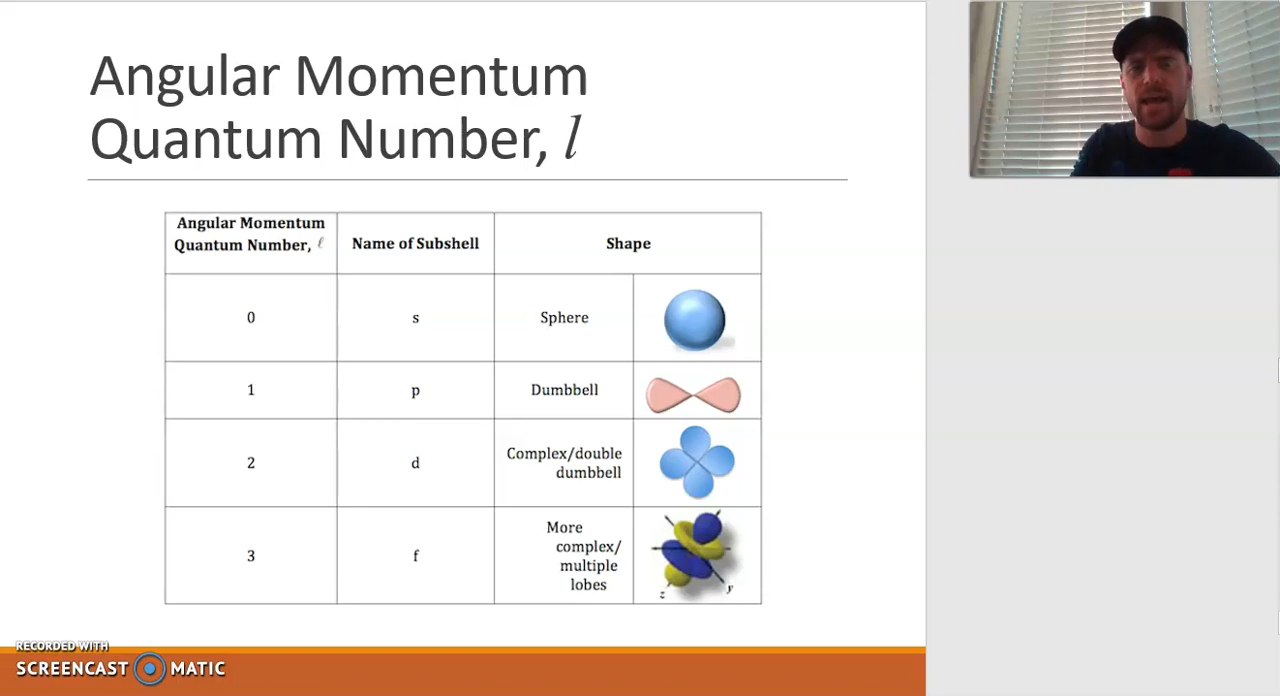 Angular Momentum
Quantum Number, l
Angular Momentum
Quantum Number, ℓ
Name of Subshell
Shape
0
s
Sphere
1
p
Dumbbell
2
d
Complex/double
dumbbell
3
f
More
complex/
multiple
lobes
z
y
RECORDED WITH
SCREENCAST MATIC